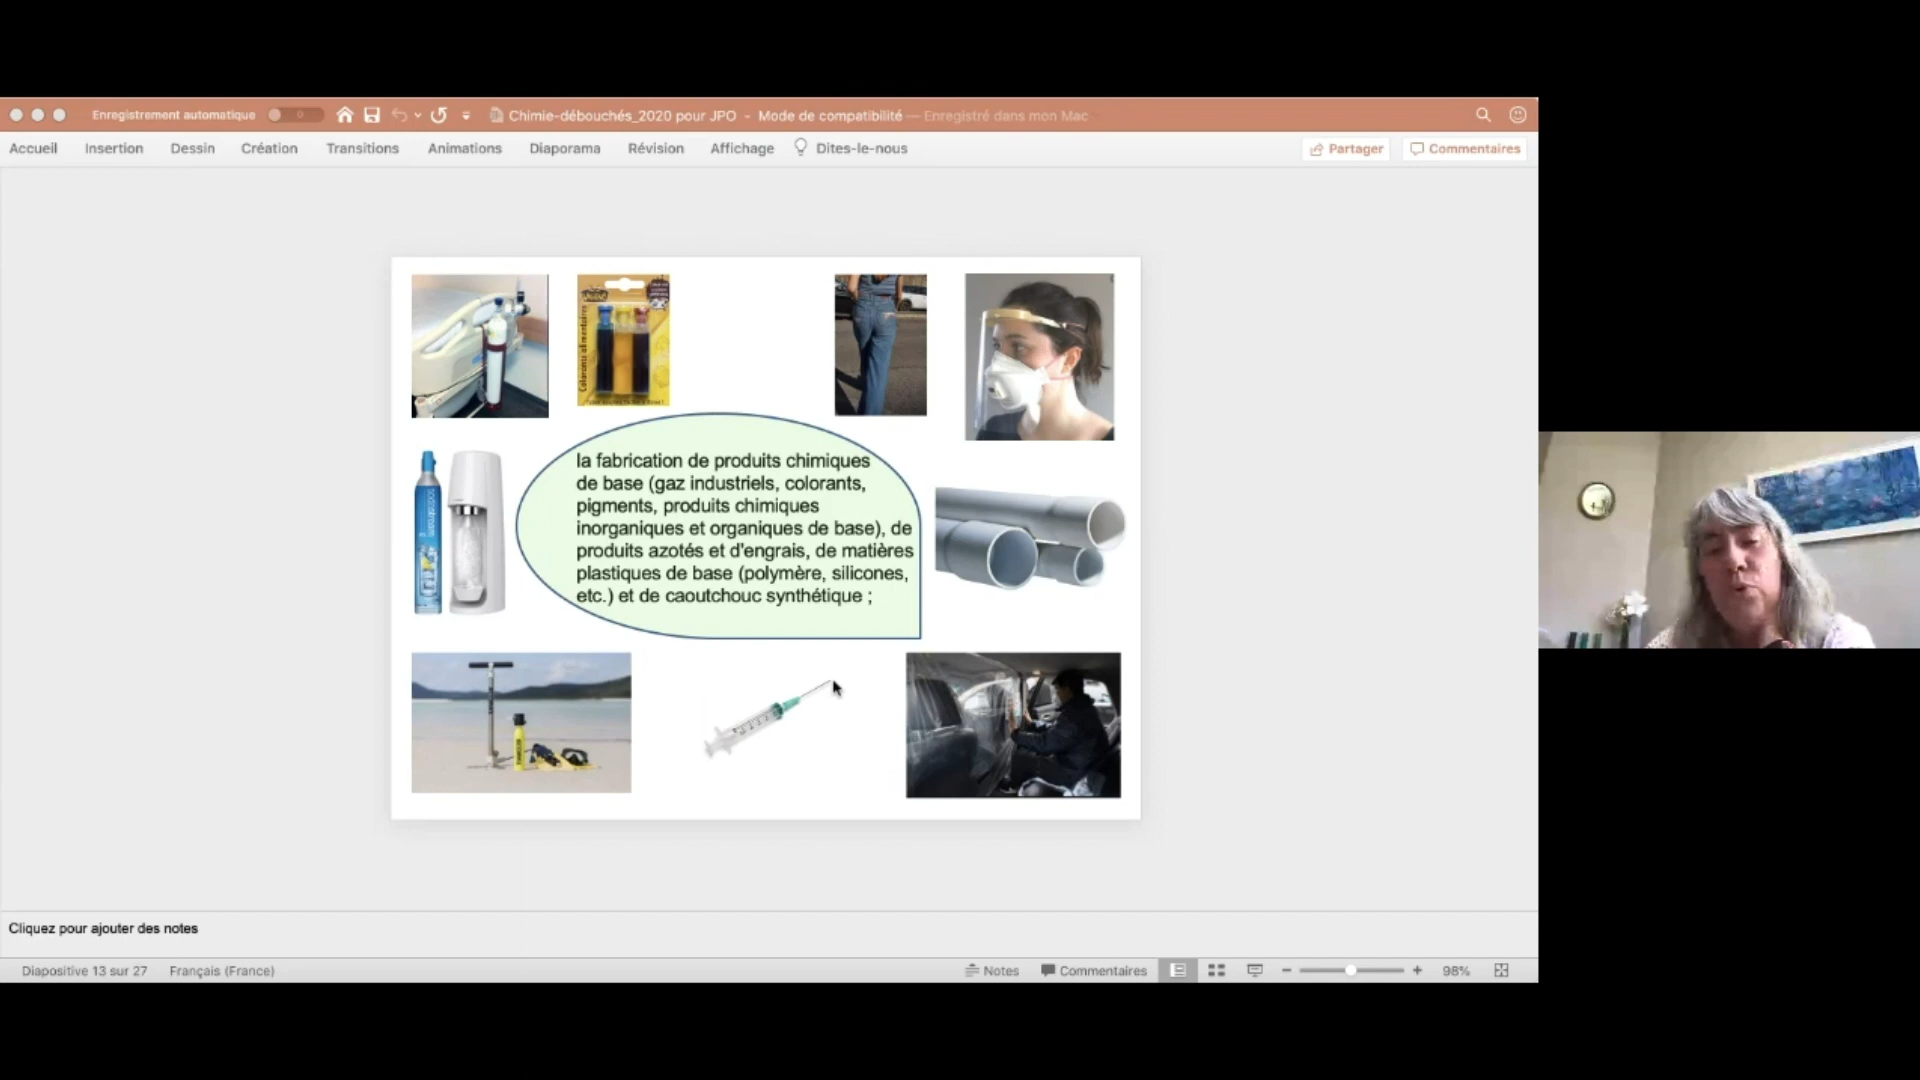 Enregistrement automatique
Chimie-débouchés_2020 pour JPO - Mode de compatibilité — Enregistré dans mon Mac
Accueil Insertion Dessin Création Transitions Animations Diaporama Révision Affichage Dites-le-nous Partager Commentaires
Colorants alimentaires
sodastream
la fabrication de produits chimiques
de base (gaz industriels, colorants,
pigments, produits chimiques
inorganiques et organiques de base), de
produits azotés et d'engrais, de matières
plastiques de base (polymère, silicones,
etc.) et de caoutchouc synthétique ;
Cliquez pour ajouter des notes
Diapositive 13 sur 27 Français (France) Notes Commentaires 98%